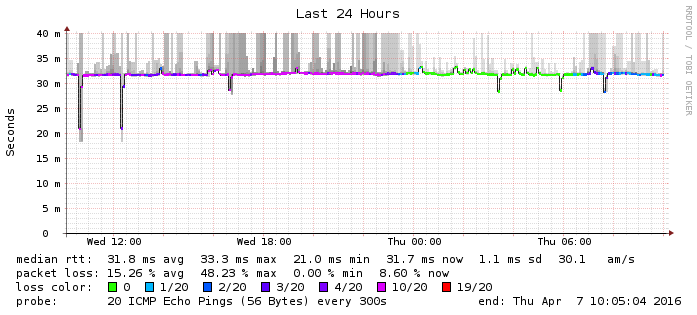 Last 24 Hours
RRDTOOL / TOBI OETIKER
Seconds
40 m
35 m
30 m
25 m
20 m
15 m
10 m
5 m
0
Wed 12:00 Wed 18:00 Thu 00:00 Thu 06:00
median rtt: 31.8 ms avg 33.3 ms max 21.0 ms min 31.7 ms now 1.1 ms sd 30.1 am/s
packet loss: 15.26 % avg 48.23 % max 0.00 % min 8.60 % now
loss color: 0 1/20 2/20 3/20 4/20 10/20 19/20
probe: 20 ICMP Echo Pings (56 Bytes) every 300s end: Thu Apr 7 10:05:04 2016